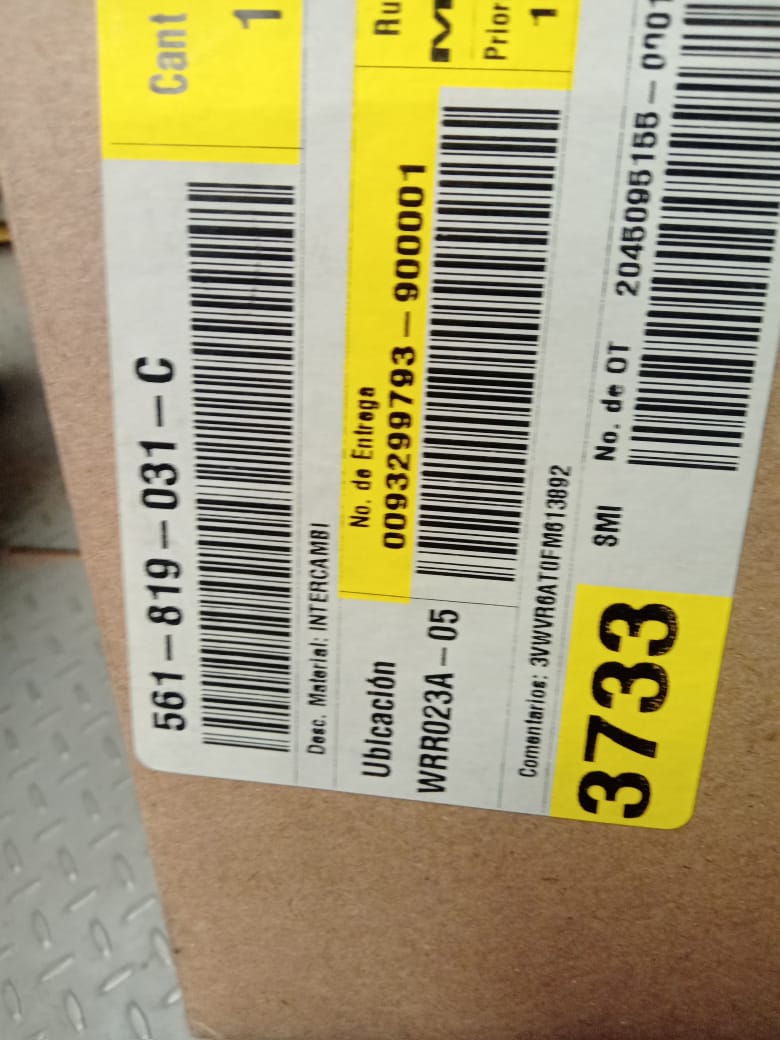 561-819-031-C
Cant
1
Desc. Material: INTERCAMBI
No. de Entrega
0093299793-900001
Ru
Prior
1
Ubicación
WRR023A-05
Comentarios: 3VWVR6AT0FM613892
3733
SMI No. de OT 2045095155-0001